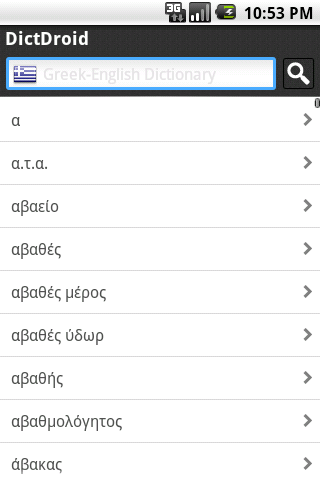 3G 10:53 PM
DictDroid
Greek-English Dictionary
α
α.τ.α.
αβαείο
αβαθές
αβαθές μέρος
αβαθές ύδωρ
αβαθής
αβαθμολόγητος
άβακας